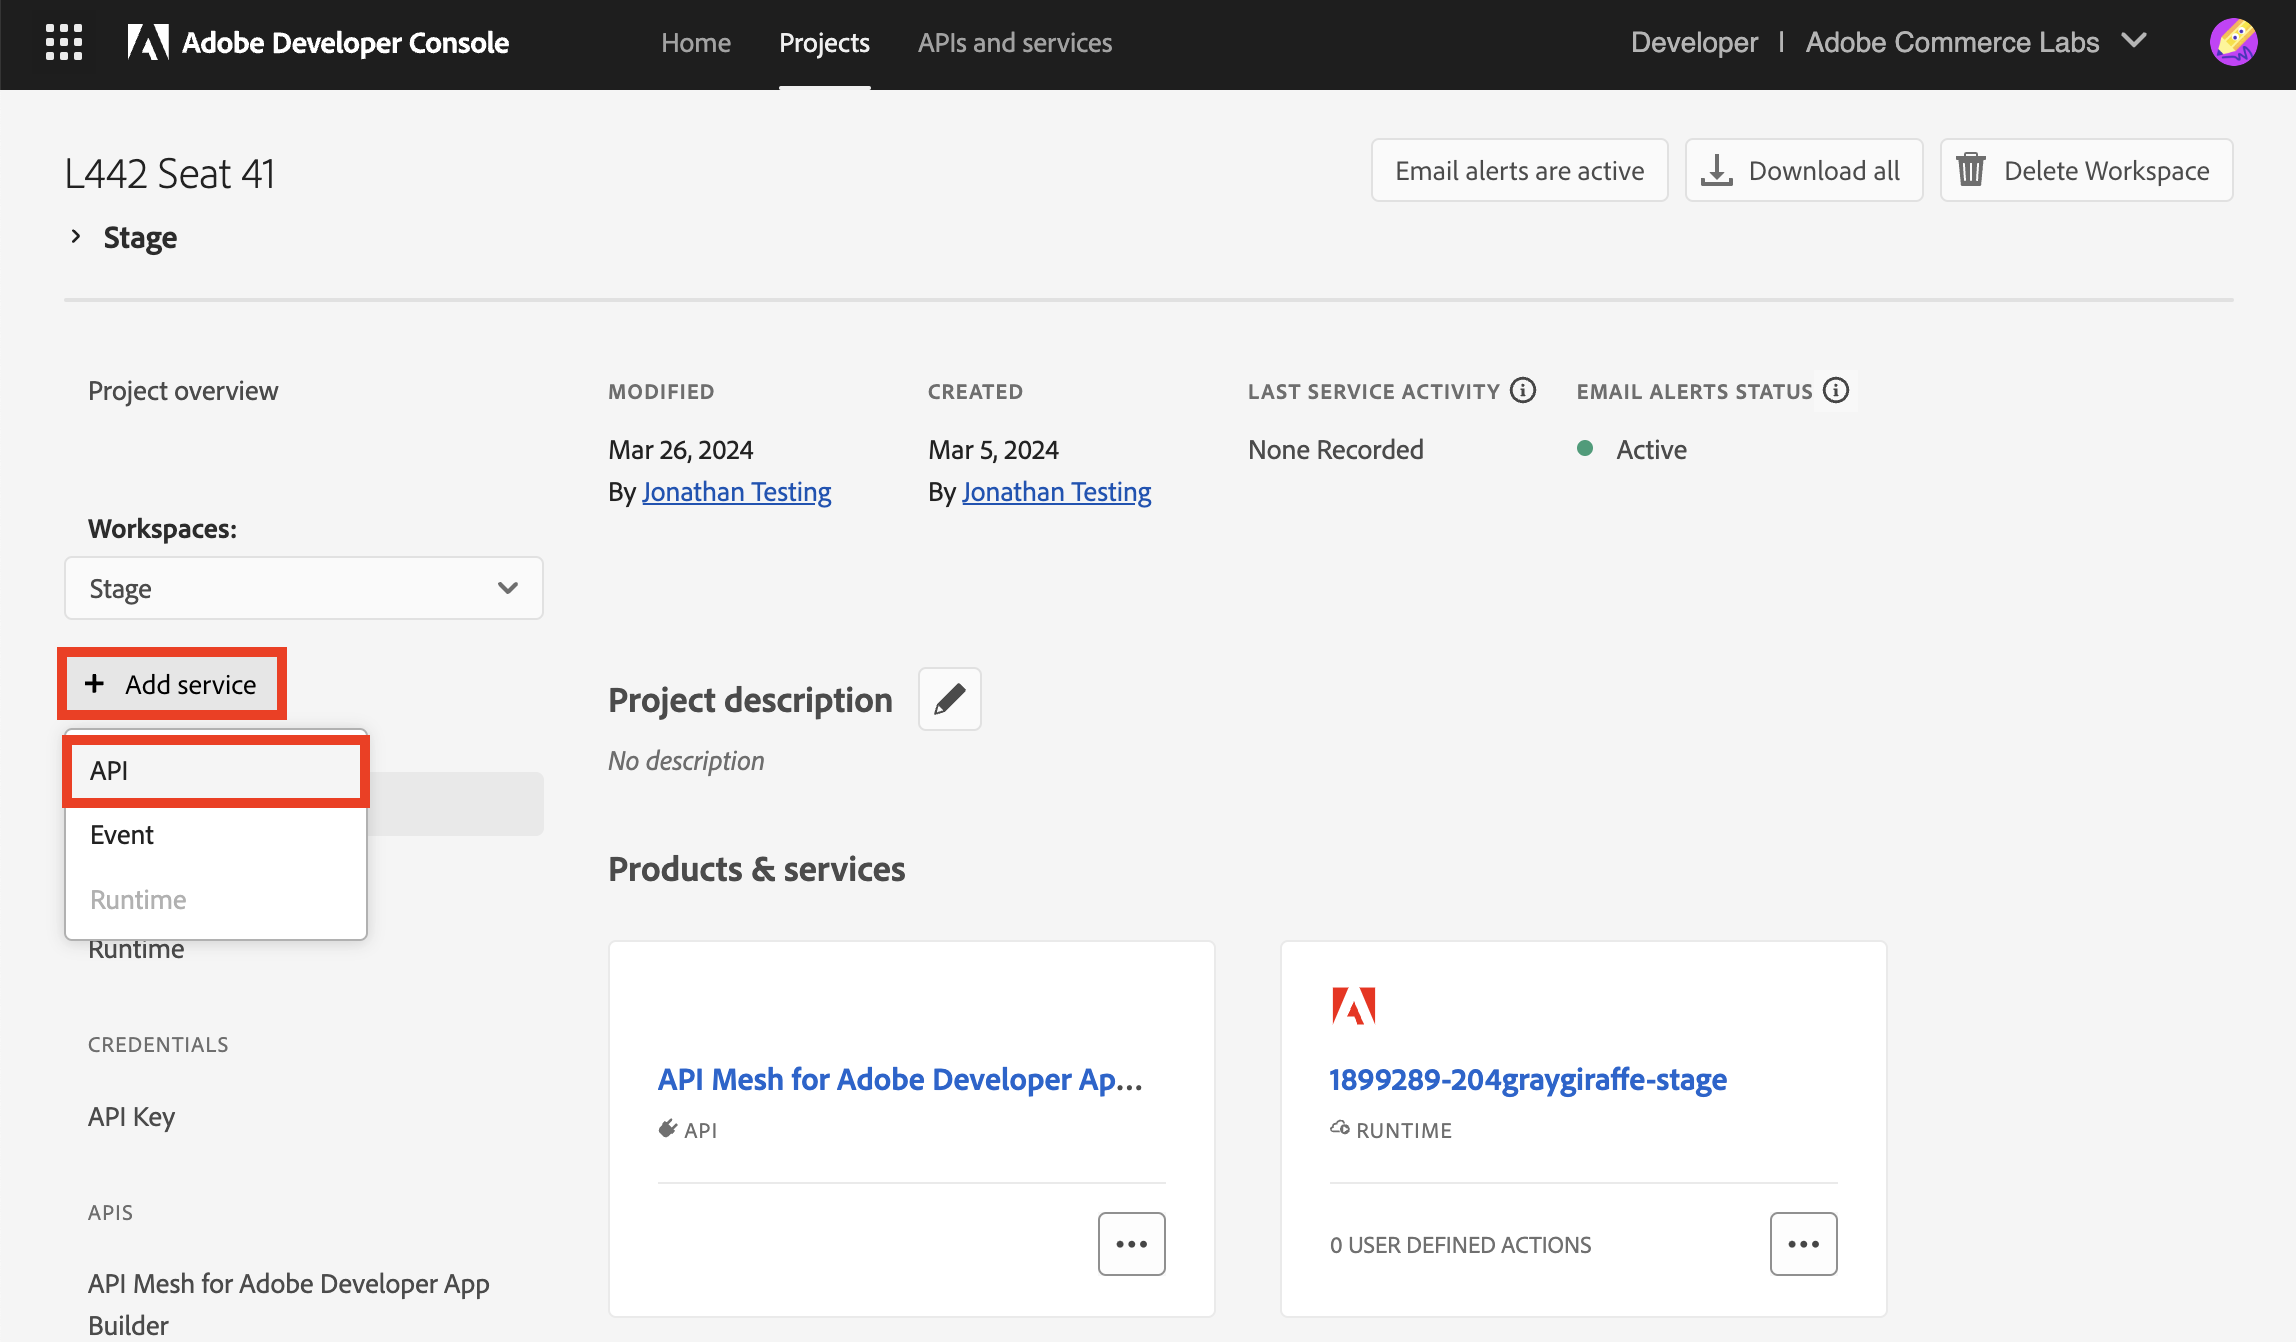 Adobe Developer Console
Home
Projects
APIs and services
Developer | Adobe Commerce Labs
L442 Seat 41
Email alerts are active
Download all
Delete Workspace
> Stage
Project overview
MODIFIED
Mar 26, 2024
By Jonathan Testing
CREATED
Mar 5, 2024
By Jonathan Testing
LAST SERVICE ACTIVITY
None Recorded
EMAIL ALERTS STATUS
Active
Workspaces:
Stage
+ Add service
API
Event
Runtime
Runtime
CREDENTIALS
API Key
APIS
API Mesh for Adobe Developer App
Builder
Project description
No description
Products & services
API Mesh for Adobe Developer Ap...
API
1899289-204graygiraffe-stage
RUNTIME
0 USER DEFINED ACTIONS